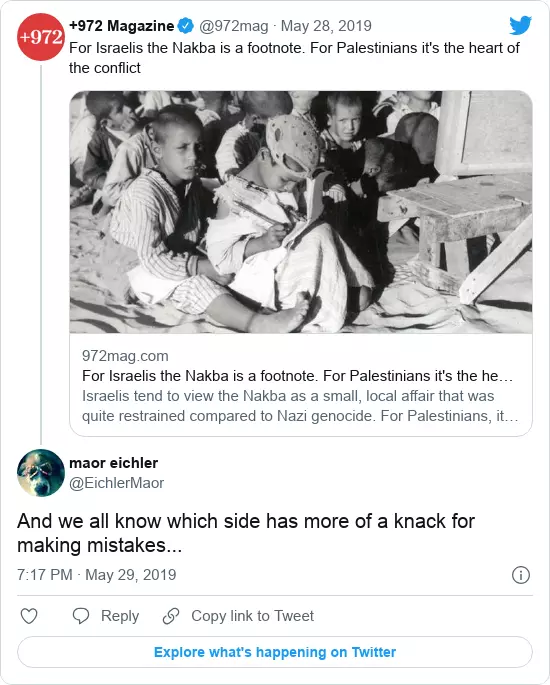 +972
+972 Magazine @972mag · May 28, 2019
For Israelis the Nakba is a footnote. For Palestinians it's the heart of
the conflict
972mag.com
For Israelis the Nakba is a footnote. For Palestinians it's the he…
Israelis tend to view the Nakba as a small, local affair that was
quite restrained compared to Nazi genocide. For Palestinians, it…
maor eichler
@EichlerMaor
And we all know which side has more of a knack for
making mistakes...
7:17 PM · May 29, 2019
Reply Copy link to Tweet
Explore what's happening on Twitter